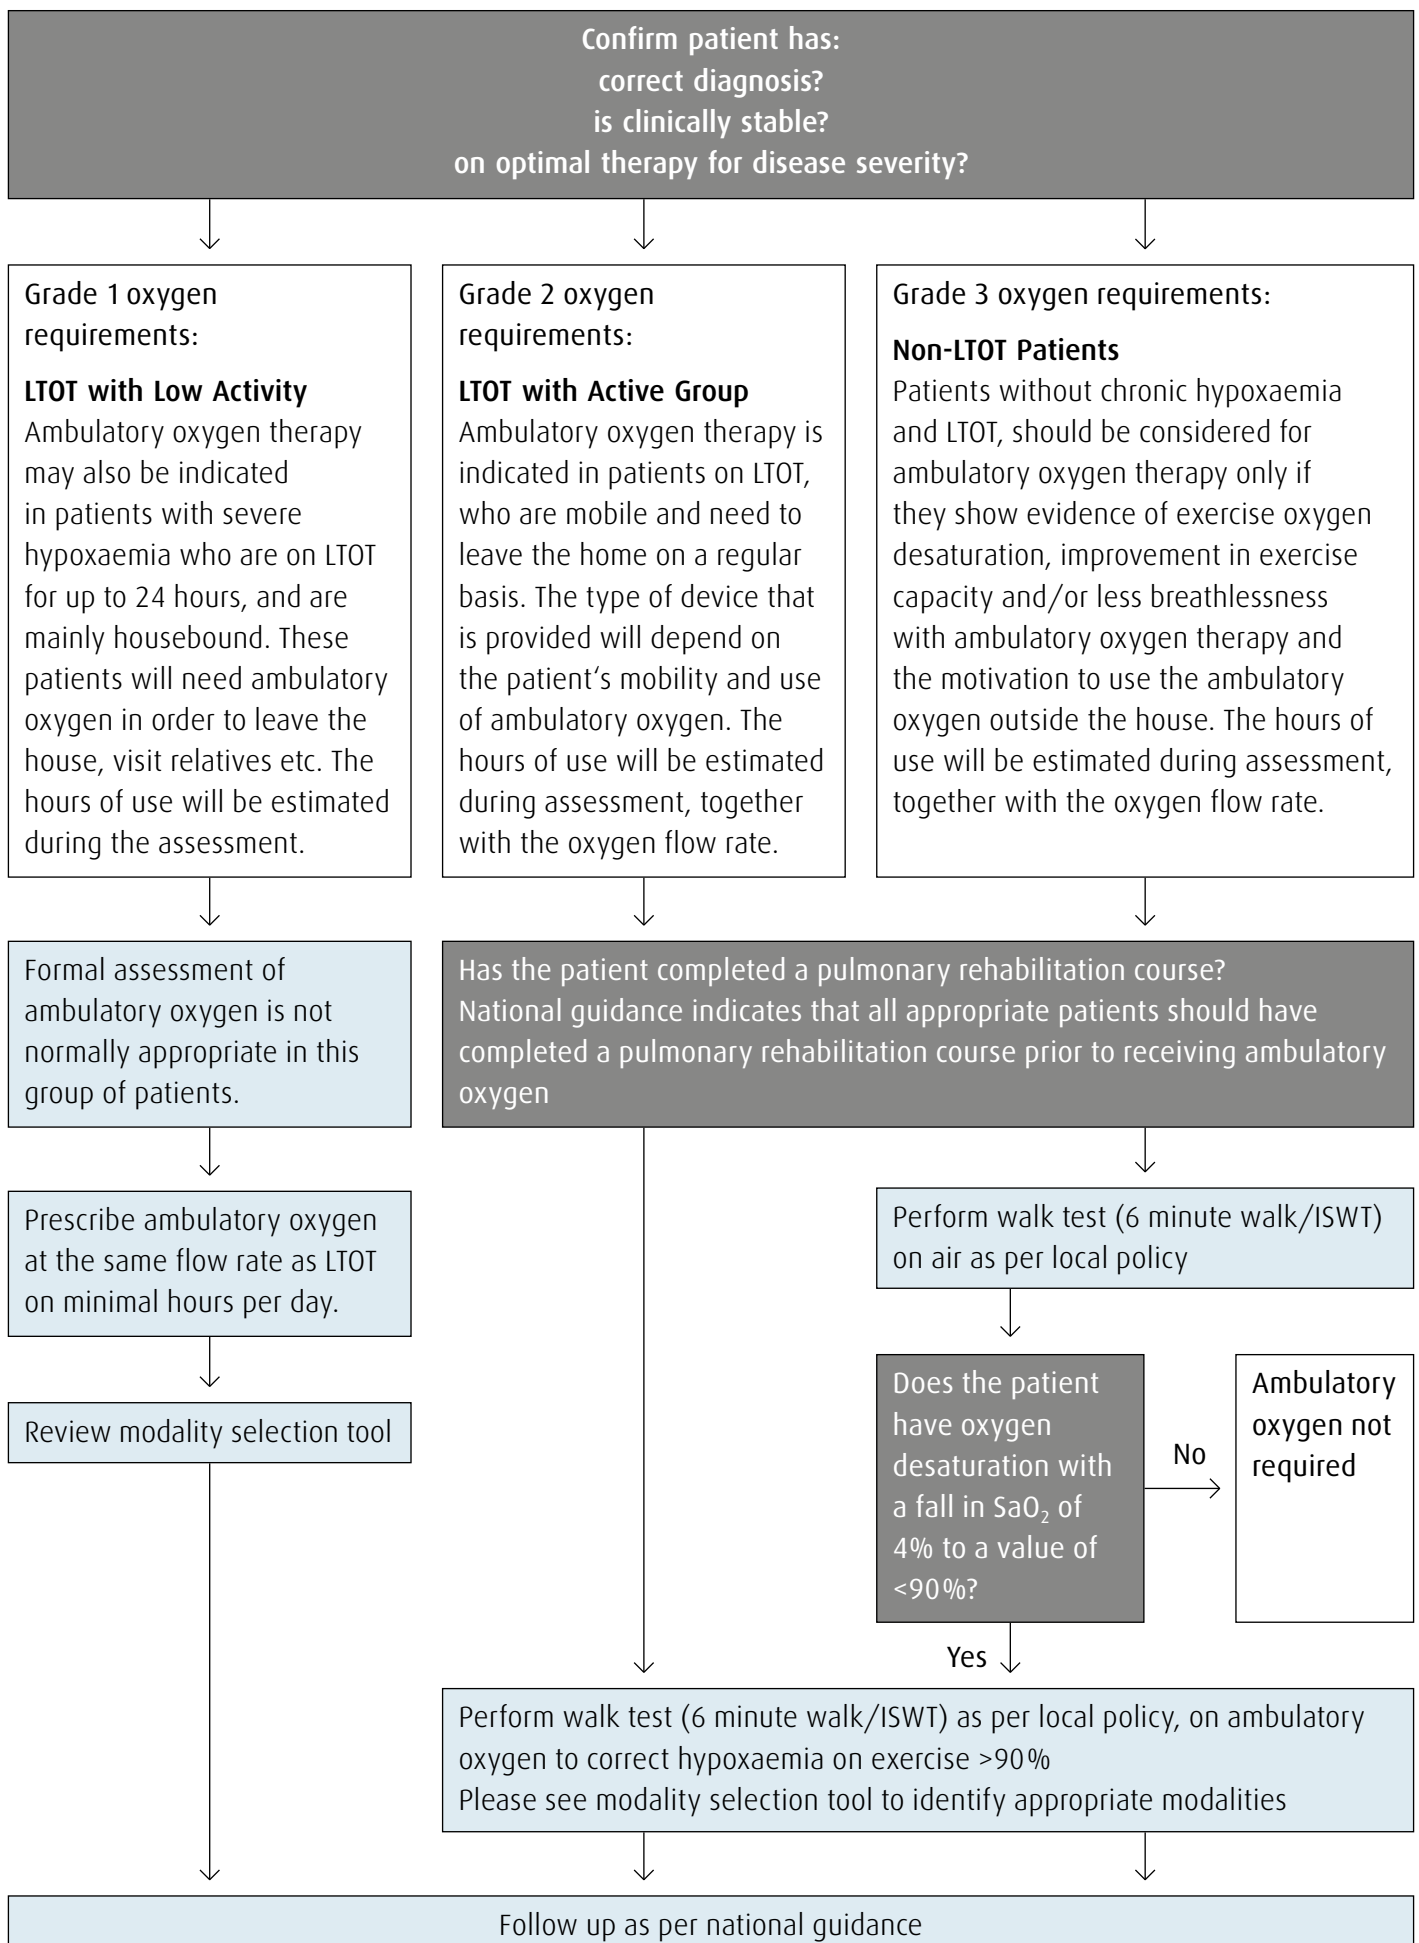 Confirm patient has:
correct diagnosis?
is clinically stable?
on optimal therapy for disease severity?
Grade 1 oxygen
requirements:
LTOT with Low Activity
Ambulatory oxygen therapy
may also be indicated
in patients with severe
hypoxaemia who are on LTOT
for up to 24 hours, and are
mainly housebound. These
patients will need ambulatory
oxygen in order to leave the
house, visit relatives etc. The
hours of use will be estimated
during the assessment.
Grade 2 oxygen
requirements:
LTOT with Active Group
Ambulatory oxygen therapy is
indicated in patients on LTOT,
who are mobile and need to
leave the home on a regular
basis. The type of device that
is provided will depend on
the patient‘s mobility and use
of ambulatory oxygen. The
hours of use will be estimated
during assessment, together
with the oxygen flow rate.
Grade 3 oxygen requirements:
Non-LTOT Patients
Patients without chronic hypoxaemia
and LTOT, should be considered for
ambulatory oxygen therapy only if
they show evidence of exercise oxygen
desaturation, improvement in exercise
capacity and/or less breathlessness
with ambulatory oxygen therapy and
the motivation to use the ambulatory
oxygen outside the house. The hours of
use will be estimated during assessment,
together with the oxygen flow rate.
Formal assessment of
ambulatory oxygen is not
normally appropriate in this
group of patients.
Has the patient completed a pulmonary rehabilitation course?
National guidance indicates that all appropriate patients should have
completed a pulmonary rehabilitation course prior to receiving ambulatory
oxygen
Prescribe ambulatory oxygen
at the same flow rate as LTOT
on minimal hours per day.
Perform walk test (6 minute walk/ISWT)
on air as per local policy
Review modality selection tool
Does the patient
have oxygen
desaturation with
a fall in SaO₂ of
4% to a value of
<90%?
No
Ambulatory
oxygen not
required
Yes
Perform walk test (6 minute walk/ISWT) as per local policy, on ambulatory
oxygen to correct hypoxaemia on exercise >90%
Please see modality selection tool to identify appropriate modalities
Follow up as per national guidance